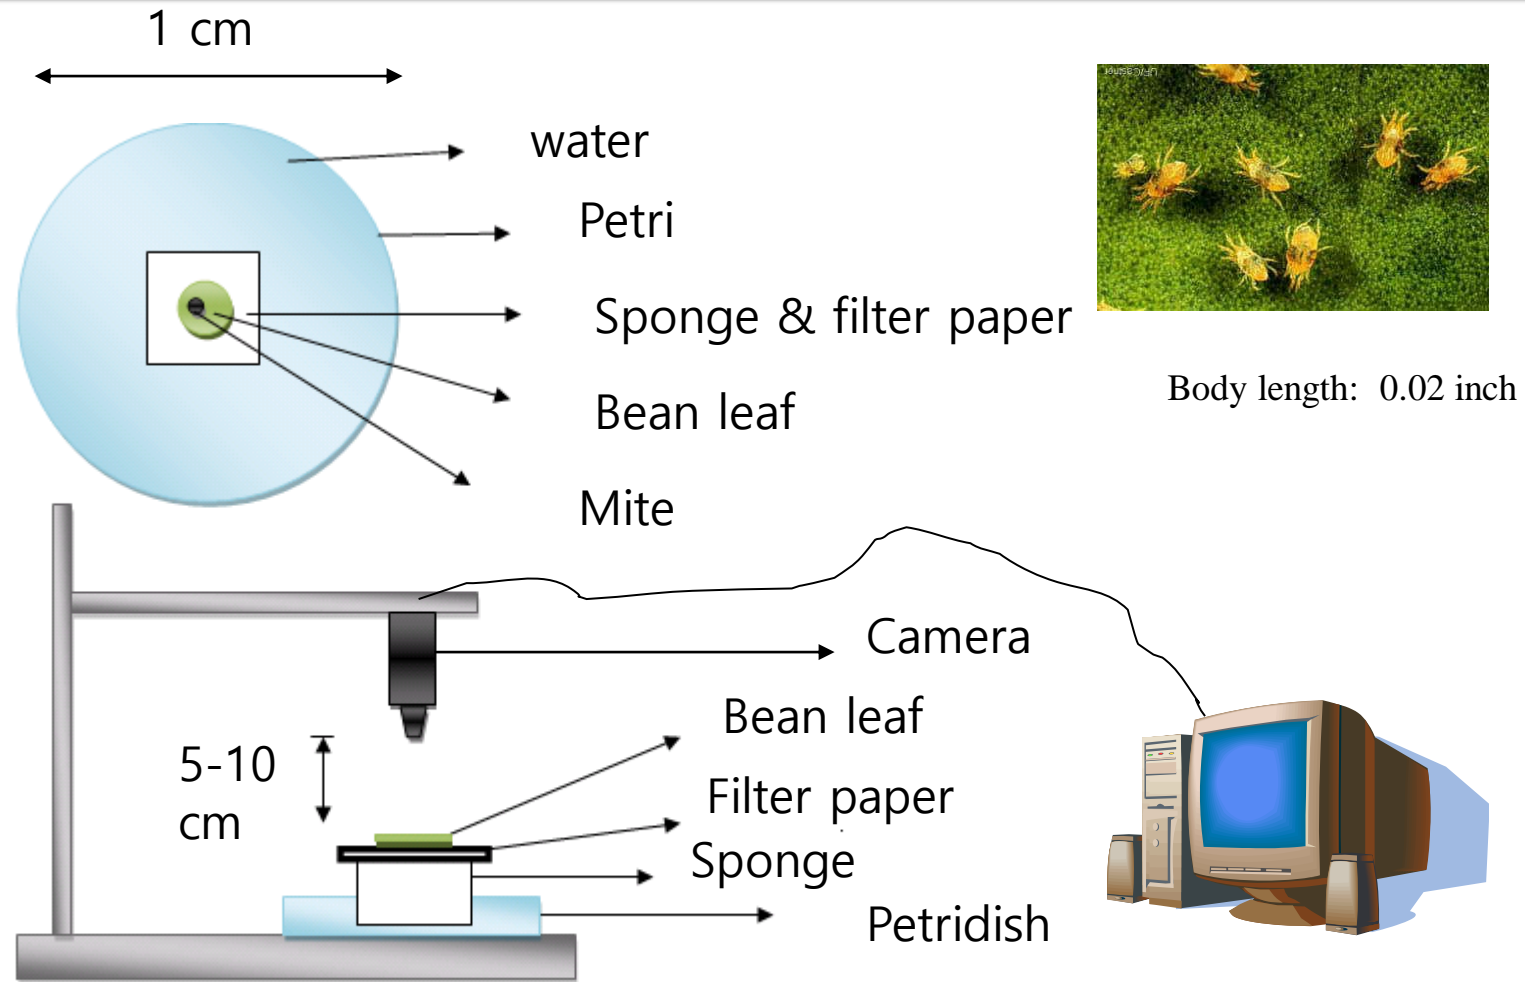 1 cm
water
Petri
Sponge & filter paper
Bean leaf
Mite
Body length: 0.02 inch
Camera
Bean leaf
5-10
cm
Filter paper
Sponge
Petridish